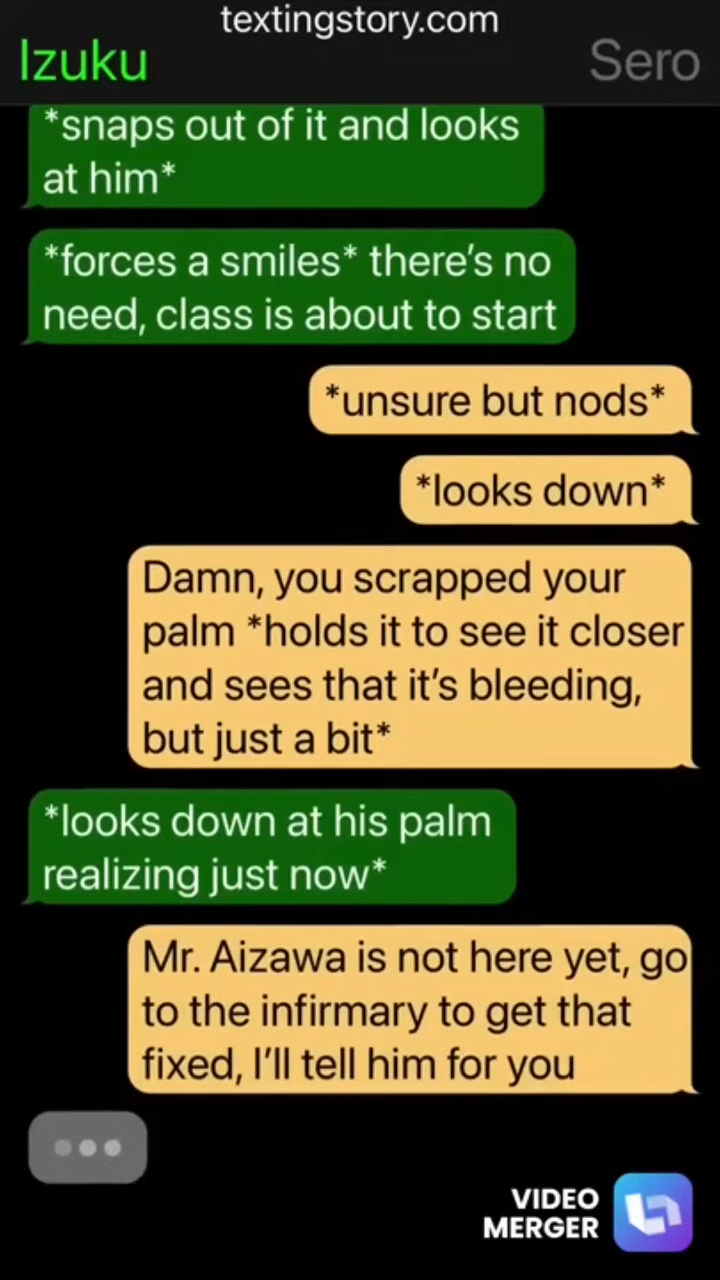 textingstory.com
Izuku
Sero
*snaps out of it and looks
at him*
*forces a smiles* there's no
need, class is about to start
*unsure but nods*
*looks down*
Damn, you scrapped your
palm *holds it to see it closer
and sees that it's bleeding,
but just a bit*
*looks down at his palm
realizing just now*
Mr. Aizawa is not here yet, go
to the infirmary to get that
fixed, I'll tell him for you
VIDEO
MERGER